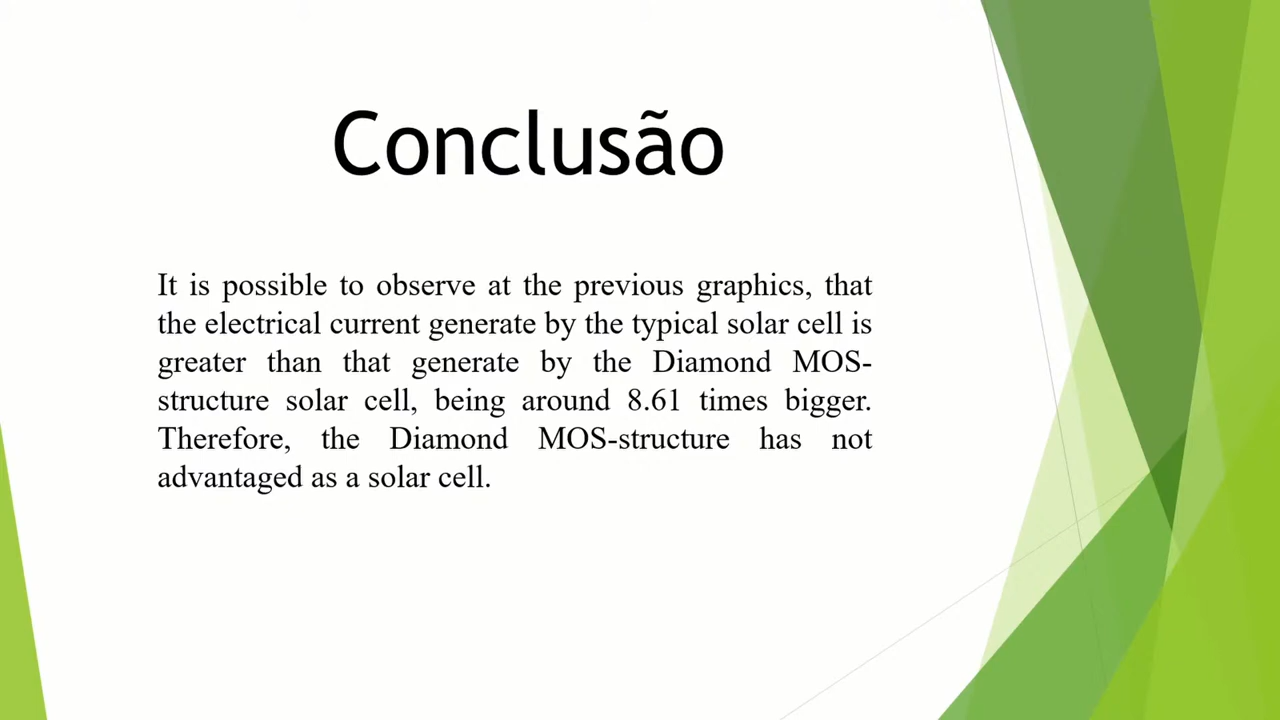 Conclusão
It is possible to observe at the previous graphics, that
the electrical current generate by the typical solar cell is
greater than that generate by the Diamond MOS-
structure solar cell, being around 8.61 times bigger.
Therefore, the Diamond MOS-structure has not
advantaged as a solar cell.